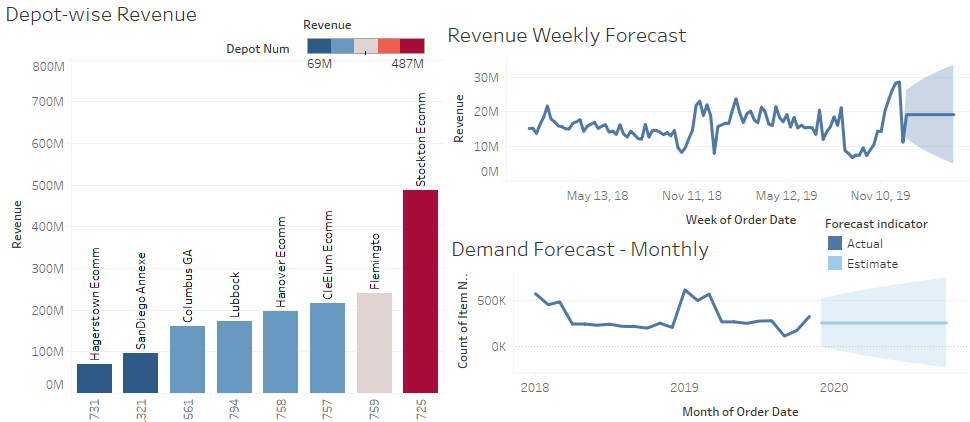 Depot-wise Revenue
Revenue
Depot Num
69M 487M
800M
700M
600M
500M
400M
300M
200M
100M
0M
Revenue
Hagerstown Ecomm
SanDiego Annexe
Columbus GA
Lubbock
Hanover Ecomm
CleElum Ecomm
Flemingto
Stockton Ecomm
731
.321
561
794
758
757
759
725
Revenue Weekly Forecast
30M
20M
10M
0M
Revenue
May 13, 18 Nov 11, 18 May 12, 19 Nov 10, 19
Week of Order Date
Forecast indicator
Actual
Estimate
Demand Forecast - Monthly
Count of Item N..
500K
0K
2018 2019 2020
Month of Order Date